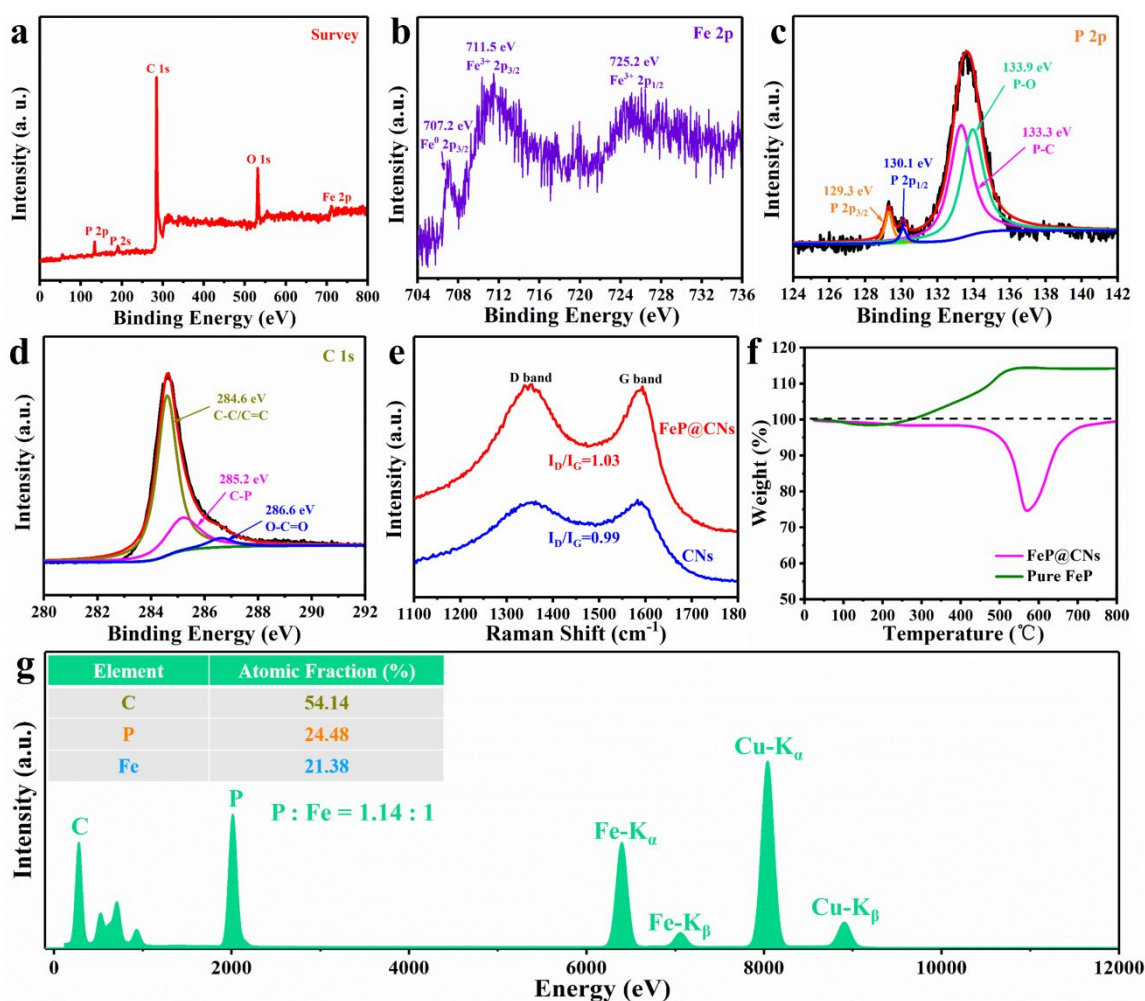 a
Survey
C 1s
O 1s
Fe 2p
P 2p
P 2s
Intensity (a. u.)
0 100 200 300 400 500 600 700 800
Binding Energy (eV)
b
Fe 2p
711.5 eV
Fe³⁺ 2p₃/₂
725.2 eV
Fe³⁺ 2p₁/₂
707.2 eV
Fe⁰ 2p₃/₂
Intensity (a.u.)
704 708 712 716 720 724 728 732 736
Binding Energy (eV)
c
P 2p
133.9 eV
P-O
133.3 eV
P-C
130.1 eV
P 2p₁/₂
129.3 eV
P 2p₃/₂
Intensity (a.u.)
124 126 128 130 132 134 136 138 140 142
Binding Energy (eV)
d
C 1s
284.6 eV
C-C/C=C
285.2 eV
C-P
286.6 eV
O-C=O
Intensity (a.u.)
280 282 284 286 288 290 292
Binding Energy (eV)
e
D band
G band
FeP@CNs
I_D/I_G=1.03
I_D/I_G=0.99
CNs
Intensity (a.u.)
1100 1200 1300 1400 1500 1600 1700 1800
Raman Shift (cm⁻¹)
f
120
110
100
90
80
70
60
50
Weight (%)
FeP@CNs
Pure FeP
0 100 200 300 400 500 600 700 800
Temperature (℃)
g
Element Atomic Fraction (%)
C 54.14
P 24.48
Fe 21.38
P : Fe = 1.14 : 1
C
P
Fe-Kα
Fe-Kβ
Cu-Kα
Cu-Kβ
Intensity (a.u.)
0 2000 4000 6000 8000 10000 12000
Energy (eV)